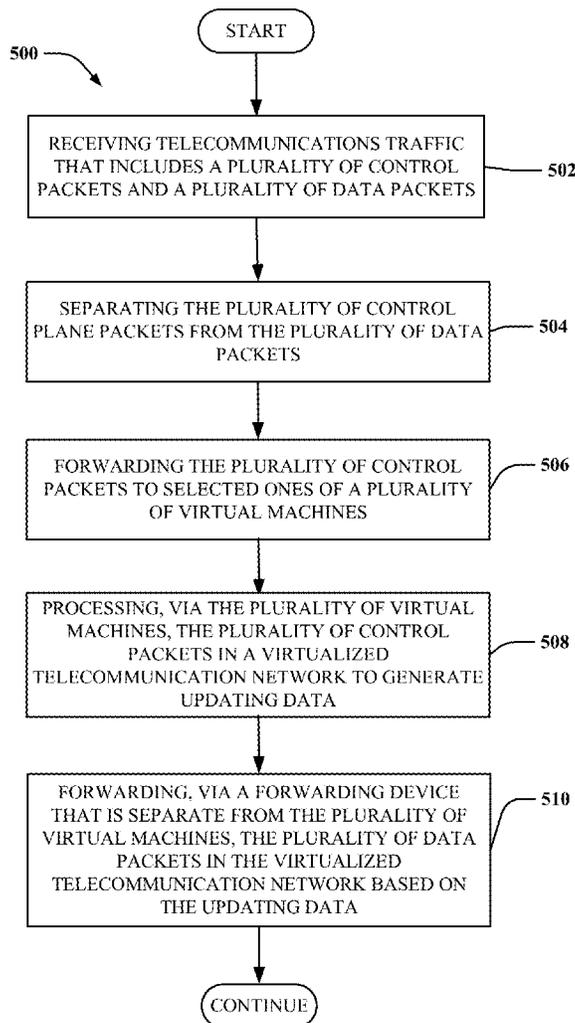 START
500
RECEIVING TELECOMMUNICATIONS TRAFFIC
THAT INCLUDES A PLURALITY OF CONTROL
PACKETS AND A PLURALITY OF DATA PACKETS
502
SEPARATING THE PLURALITY OF CONTROL
PLANE PACKETS FROM THE PLURALITY OF DATA
PACKETS
504
FORWARDING THE PLURALITY OF CONTROL
PACKETS TO SELECTED ONES OF A PLURALITY
OF VIRTUAL MACHINES
506
PROCESSING, VIA THE PLURALITY OF VIRTUAL
MACHINES, THE PLURALITY OF CONTROL
PACKETS IN A VIRTUALIZED
TELECOMMUNICATION NETWORK TO GENERATE
UPDATING DATA
508
FORWARDING, VIA A FORWARDING DEVICE
THAT IS SEPARATE FROM THE PLURALITY OF
VIRTUAL MACHINES, THE PLURALITY OF DATA
PACKETS IN THE VIRTUALIZED
TELECOMMUNICATION NETWORK BASED ON
THE UPDATING DATA
510
CONTINUE